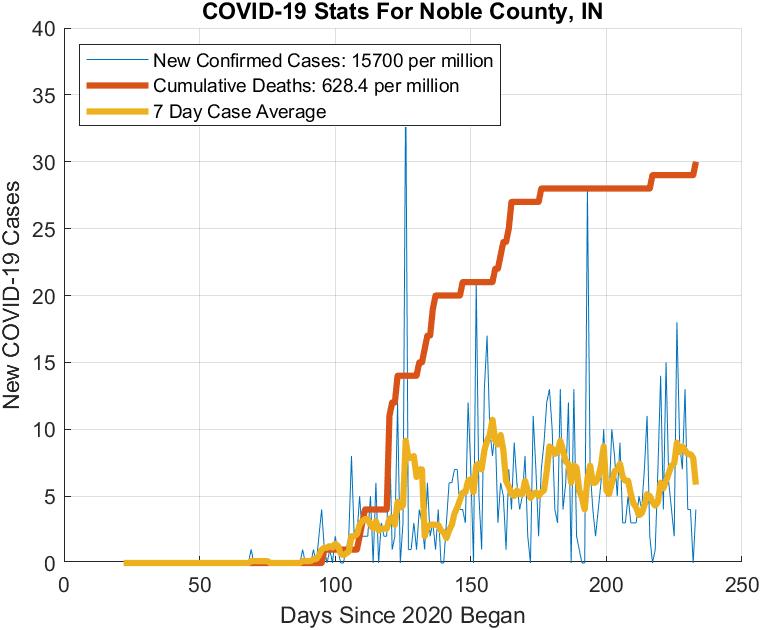 COVID-19 Stats For Noble County, IN
New Confirmed Cases: 15700 per million
Cumulative Deaths: 628.4 per million
7 Day Case Average
New COVID-19 Cases
40
35
30
25
20
15
10
5
0
0 50 100 150 200 250
Days Since 2020 Began